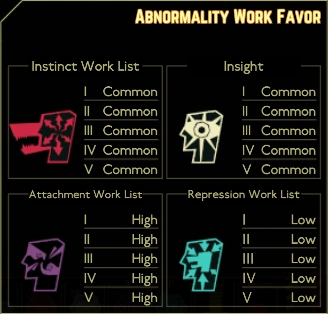 Abnormality Work Favor
Instinct Work List
I Common
II Common
III Common
IV Common
V Common
Insight
I Common
II Common
III Common
IV Common
V Common
Attachment Work List
I High
II High
III High
IV High
V High
Repression Work List
I Low
II Low
III Low
IV Low
V Low